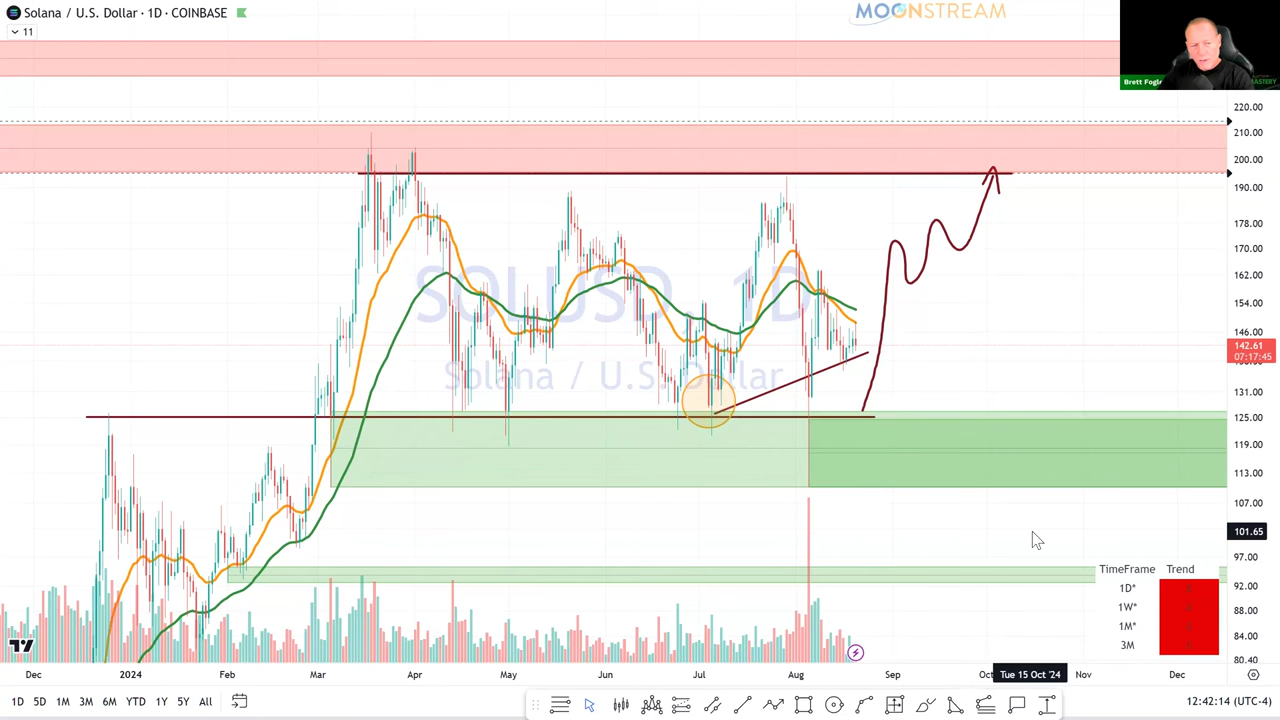 Solana / U.S. Dollar · 1D · COINBASE
11
MOONSTREAM
Brett Fogle
MASTERY
SOLUSD, 1D
Solana / U.S. Dollar
220.00
210.00
200.00
190.00
178.00
170.00
162.00
154.00
146.00
142.61
07:17:45
131.00
125.00
119.00
113.00
107.00
101.65
97.00
92.00
88.00
84.00
80.40
TimeFrame Trend
1D*
1W*
1M*
3M
Dec 2024 Feb Mar Apr May Jun Jul Aug Sep Oct Tue 15 Oct '24 Nov Dec
1D 5D 1M 3M 6M YTD 1Y 5Y All
12:42:14 (UTC-4)